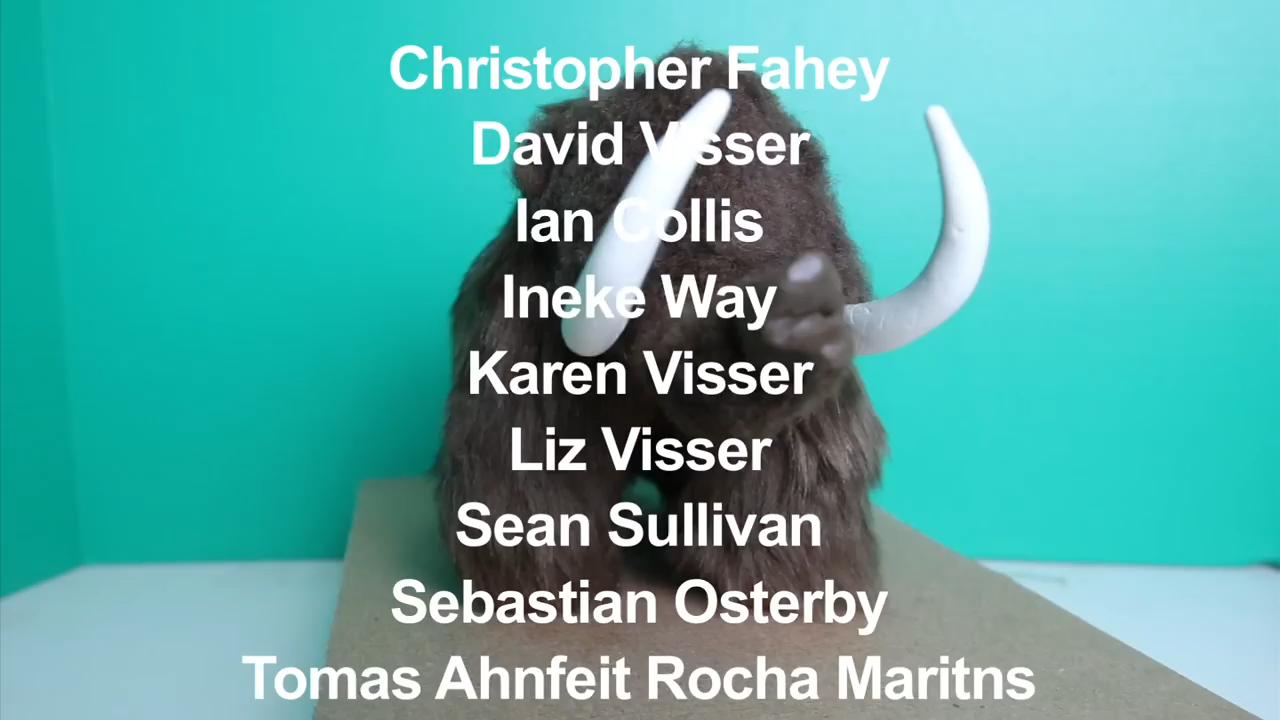 Christopher Fahey
David Visser
Ian Collis
Ineke Way
Karen Visser
Liz Visser
Sean Sullivan
Sebastian Osterby
Tomas Ahnfeit Rocha Maritns